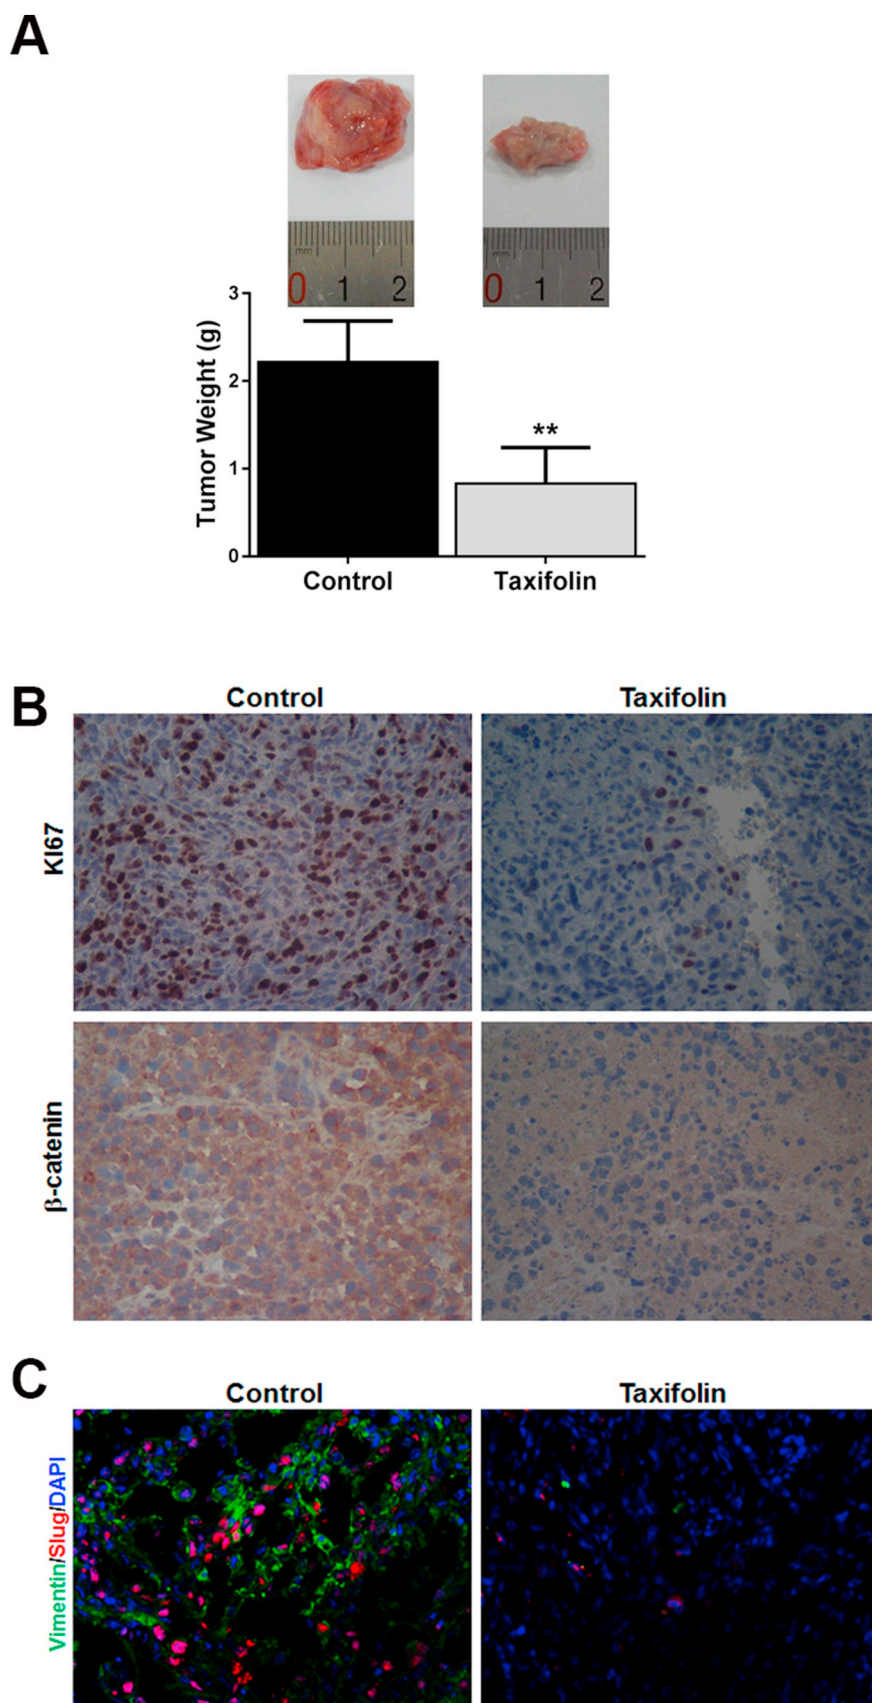 A
mm
0 1 2
mm
0 1 2
3
2
1
0
Tumor Weight (g)
**
Control
Taxifolin
B
Control
Taxifolin
KI67
β-catenin
C
Control
Taxifolin
Vimentin/Slug/DAPI